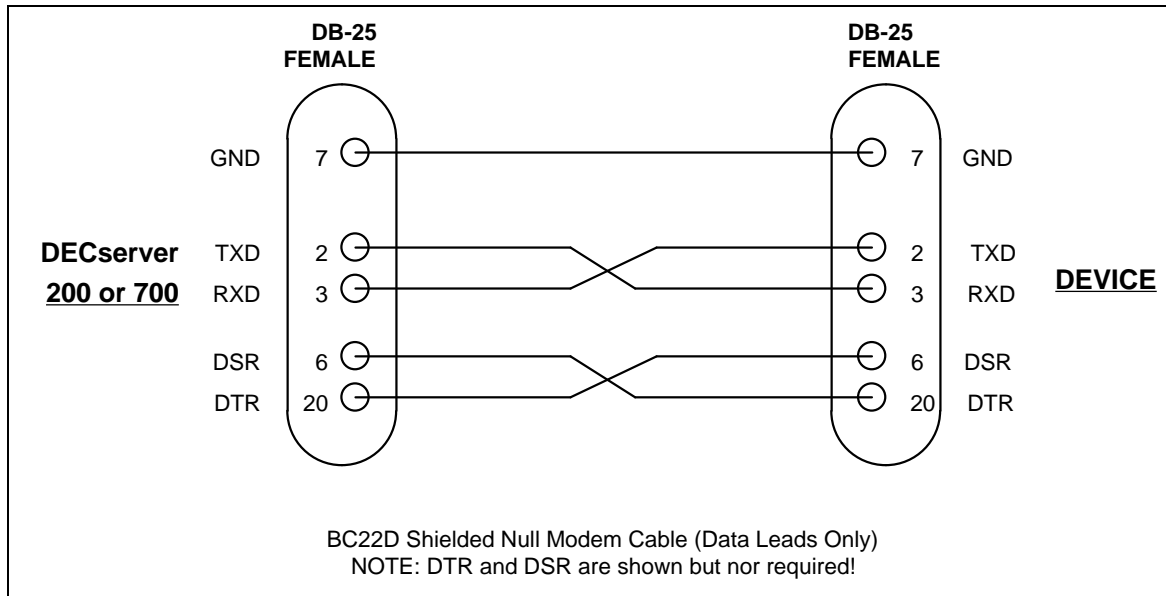 DB-25
FEMALE
DB-25
FEMALE
GND 7 7 GND
DECserver
200 or 700
TXD 2 2 TXD
RXD 3 3 RXD
DEVICE
DSR 6 6 DSR
DTR 20 20 DTR
BC22D Shielded Null Modem Cable (Data Leads Only)
NOTE: DTR and DSR are shown but nor required!